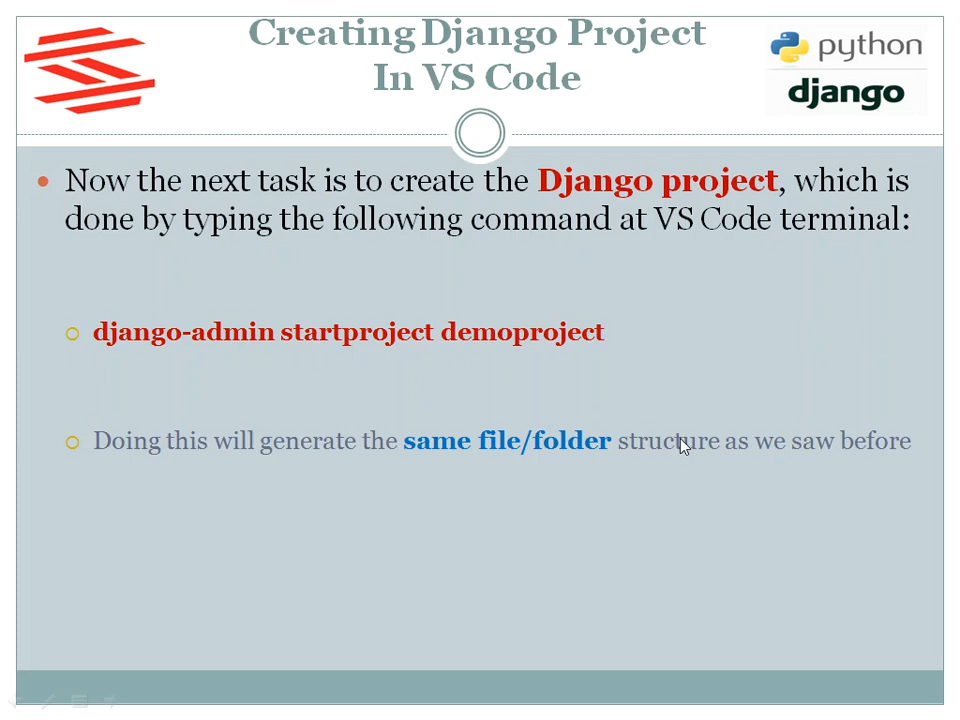 Creating Django Project
In VS Code
python
django
Now the next task is to create the Django project, which is
done by typing the following command at VS Code terminal:
django-admin startproject demoproject
Doing this will generate the same file/folder structure as we saw before